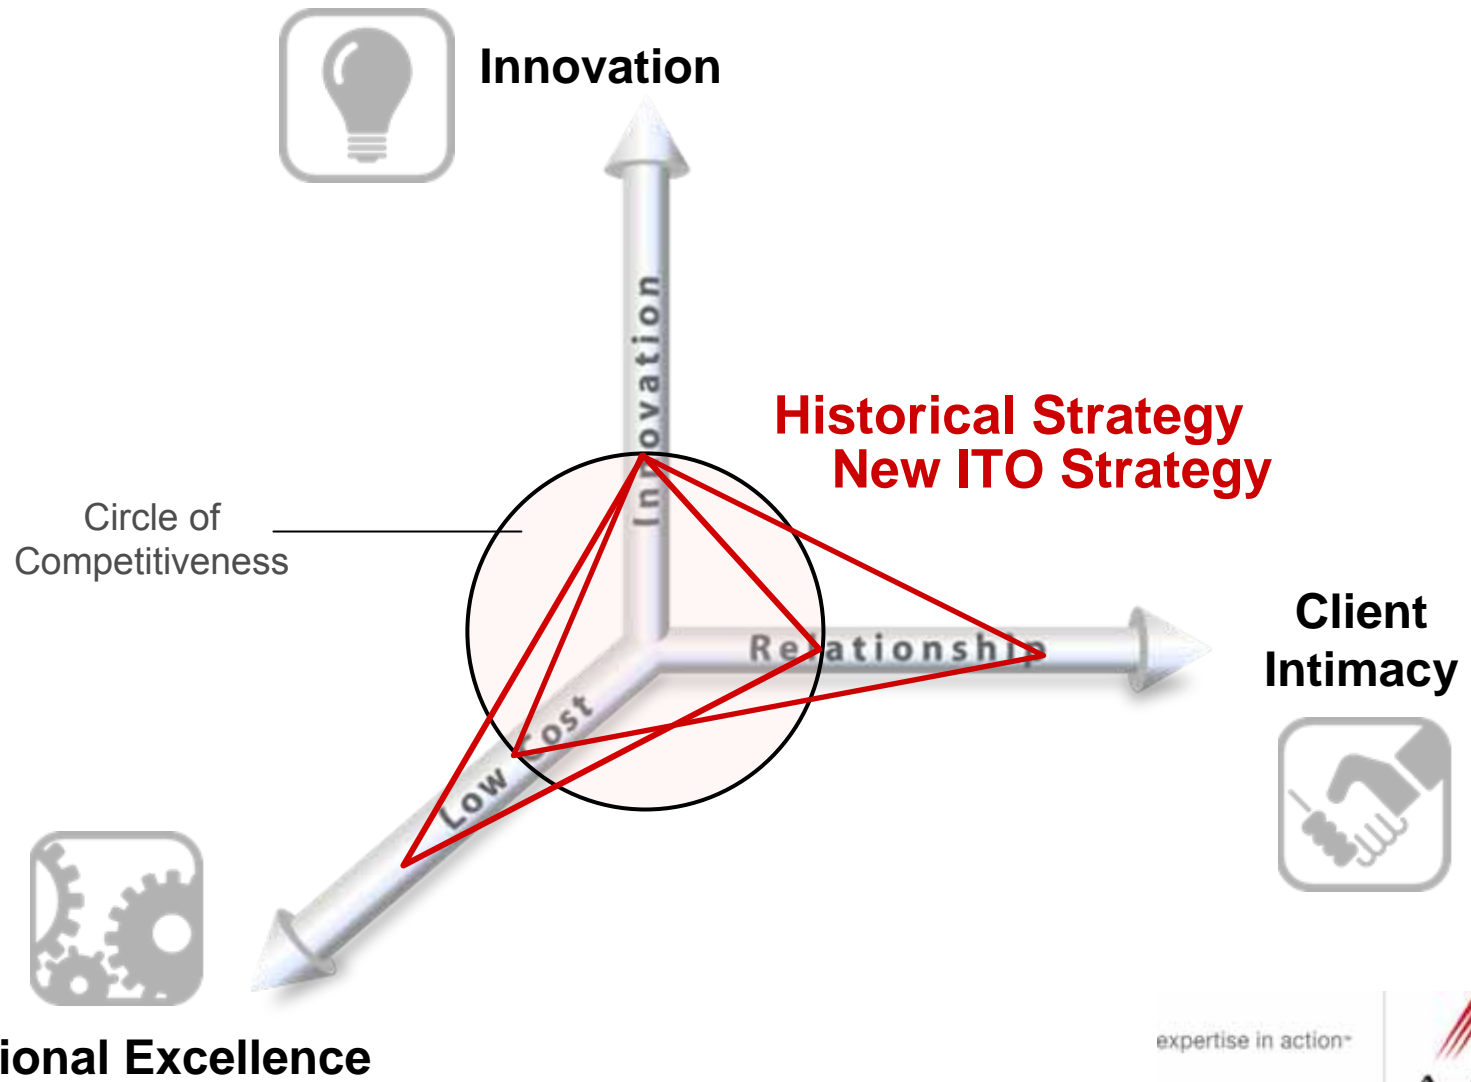 Innovation
Innovation
Historical Strategy
New ITO Strategy
Circle of
Competitiveness
Client
Intimacy
Relationship
Low Cost
ional Excellence
expertise in action